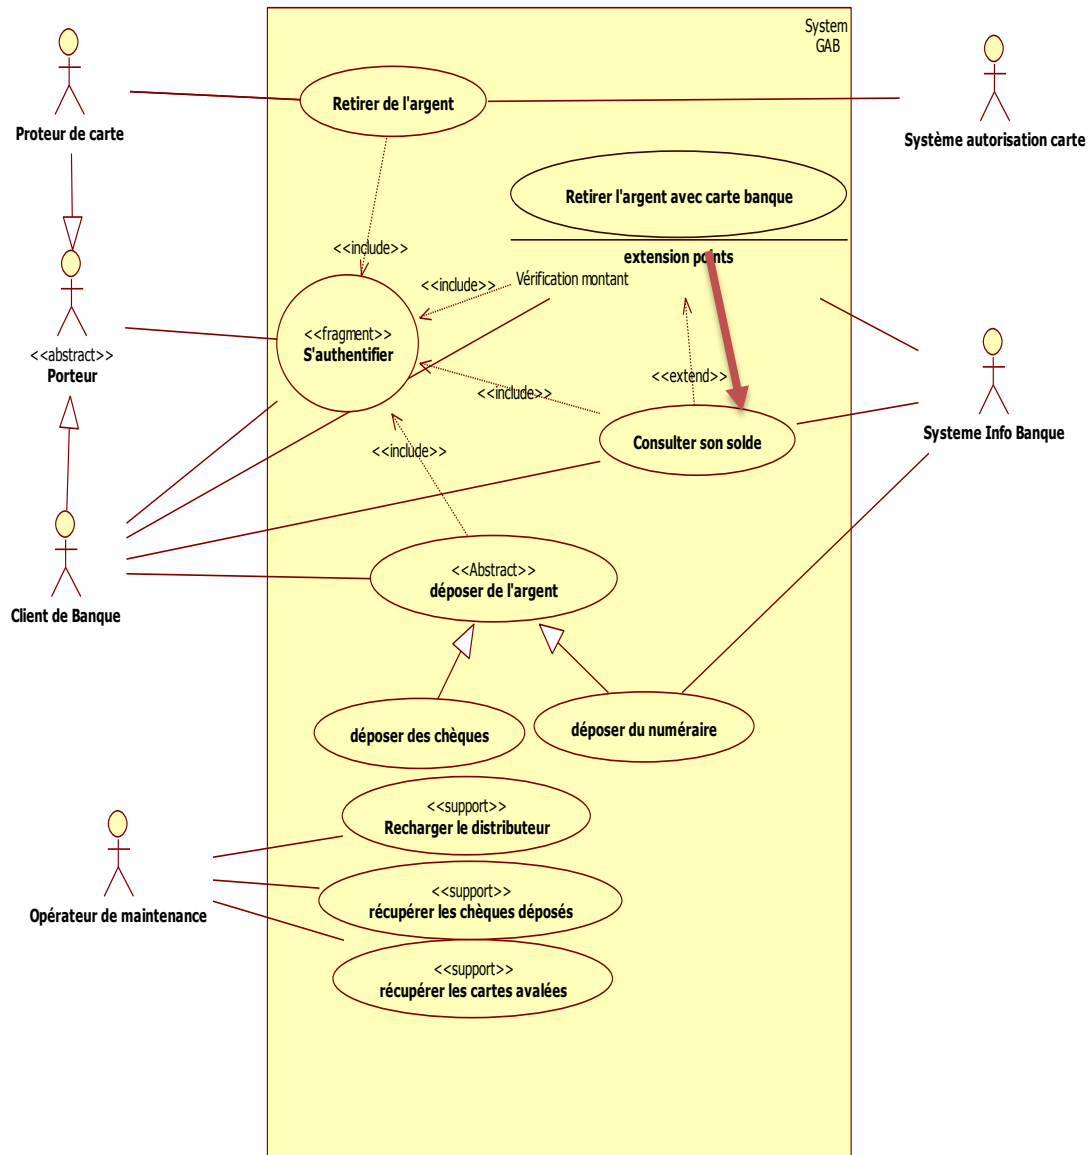 System
GAB
Retirer de l'argent
Proteur de carte
Système autorisation carte
Retirer l'argent avec carte banque
<<include>>
extension points
<<include>>
Vérification montant
<<fragment>>
S'authentifier
<<abstract>>
Porteur
<<extend>>
<<include>>
Systeme Info Banque
Consulter son solde
<<include>>
<<Abstract>>
déposer de l'argent
Client de Banque
déposer des chèques
déposer du numéraire
<<support>>
Recharger le distributeur
<<support>>
récupérer les chèques déposés
Opérateur de maintenance
<<support>>
récupérer les cartes avalées